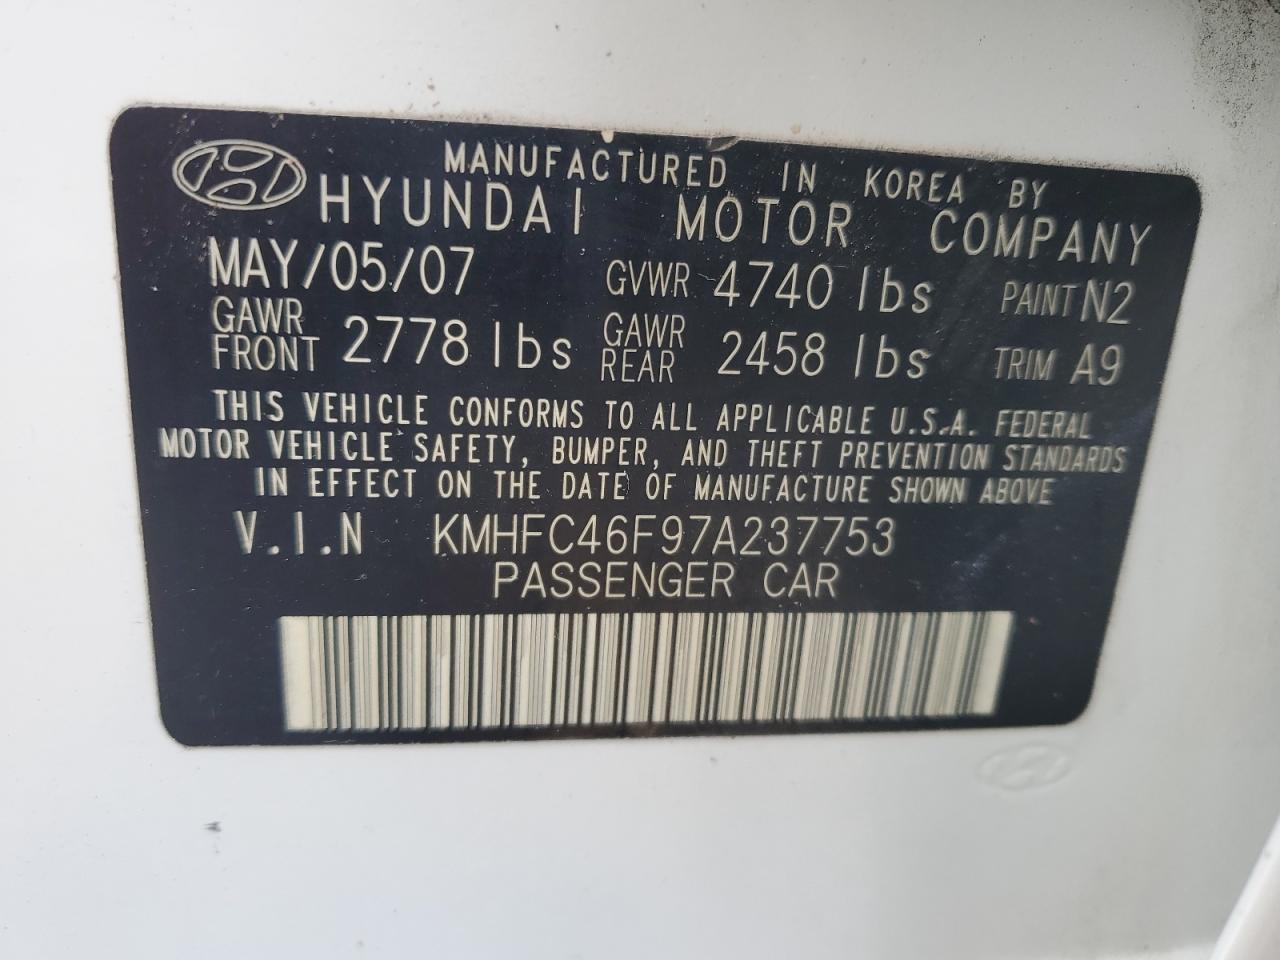 MANUFACTURED IN KOREA BY
HYUNDAI MOTOR COMPANY
MAY/05/07 GVWR 4740 lbs PAINT N2
GAWR FRONT 2778 lbs GAWR REAR 2458 lbs TRIM A9
THIS VEHICLE CONFORMS TO ALL APPLICABLE U.S.A. FEDERAL
MOTOR VEHICLE SAFETY, BUMPER, AND THEFT PREVENTION STANDARDS
IN EFFECT ON THE DATE OF MANUFACTURE SHOWN ABOVE
V.I.N KMHFC46F97A237753
PASSENGER CAR